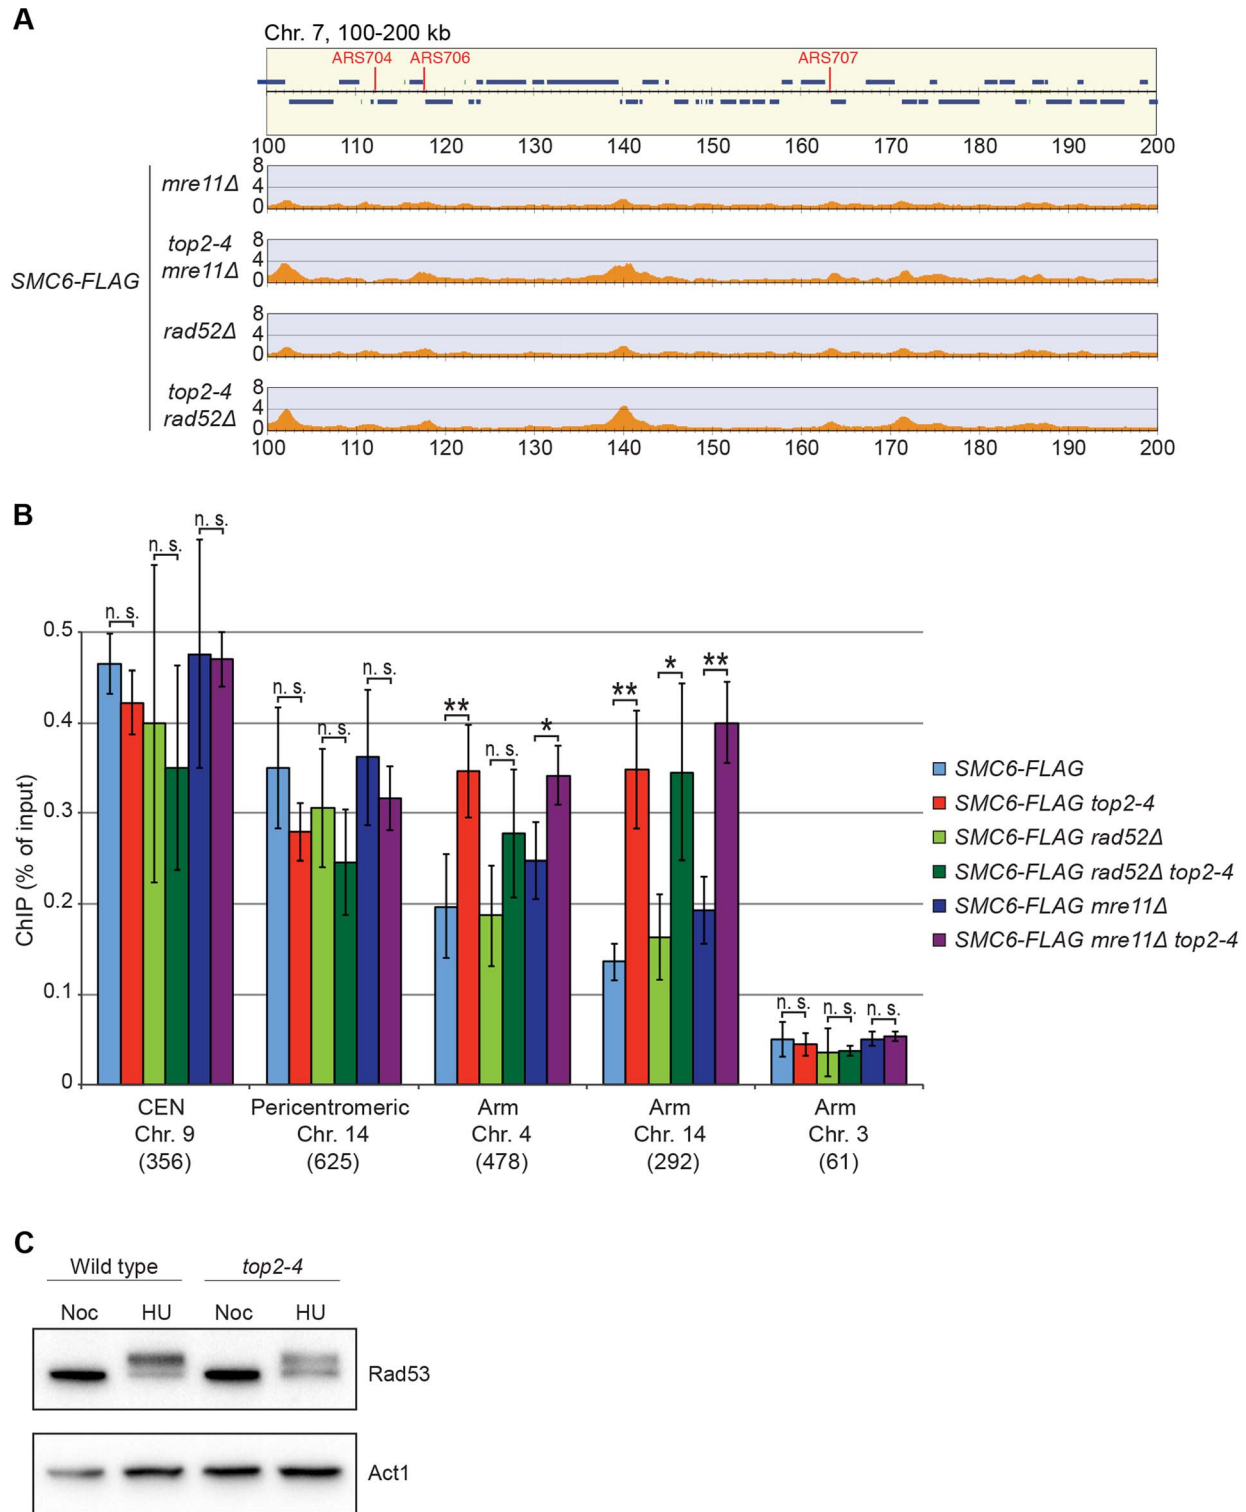 A
Chr. 7, 100-200 kb
ARS704 ARS706 ARS707
100 110 120 130 140 150 160 170 180 190 200
SMC6-FLAG
mre11Δ
8
4
0
top2-4
mre11Δ
8
4
0
rad52Δ
8
4
0
top2-4
rad52Δ
8
4
0
100 110 120 130 140 150 160 170 180 190 200
B
ChIP (% of input)
0.5
0.4
0.3
0.2
0.1
0
n. s. n. s. n. s.
n. s. n. s. n. s.
** n. s. *
** * **
n. s. n. s. n. s.
CEN
Chr. 9
(356)
Pericentromeric
Chr. 14
(625)
Arm
Chr. 4
(478)
Arm
Chr. 14
(292)
Arm
Chr. 3
(61)
SMC6-FLAG
SMC6-FLAG top2-4
SMC6-FLAG rad52Δ
SMC6-FLAG rad52Δ top2-4
SMC6-FLAG mre11Δ
SMC6-FLAG mre11Δ top2-4
C
Wild type top2-4
Noc HU Noc HU
Rad53
Act1